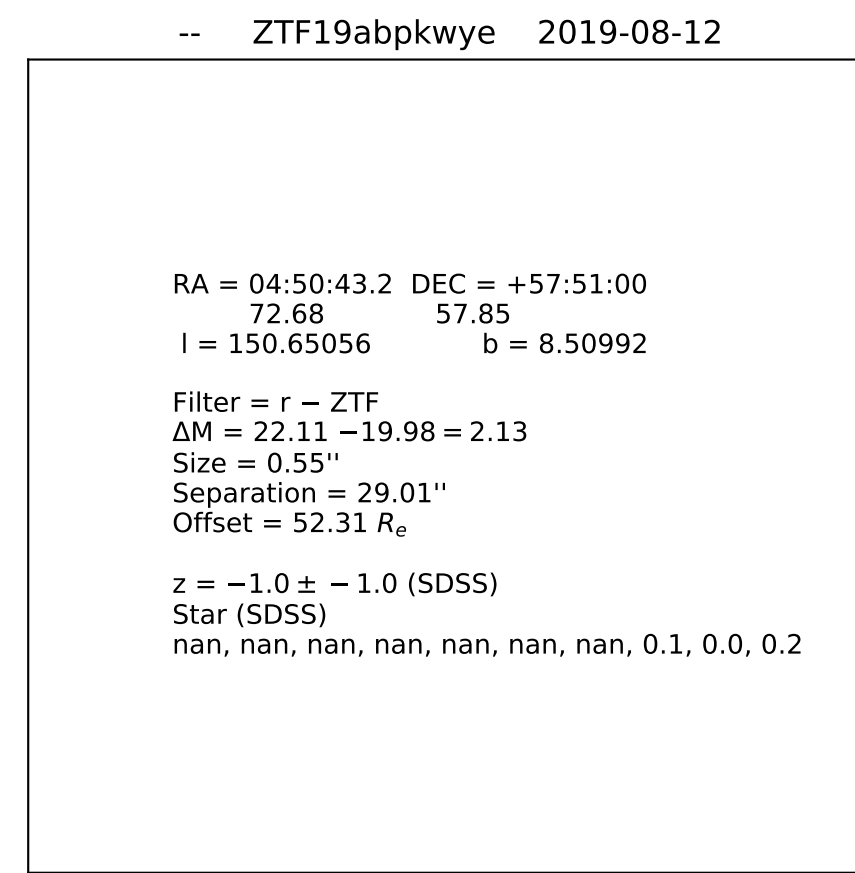 -- ZTF19abpkwye 2019-08-12
RA = 04:50:43.2 DEC = +57:51:00
72.68 57.85
l = 150.65056 b = 8.50992
Filter = r − ZTF
ΔM = 22.11 −19.98 = 2.13
Size = 0.55''
Separation = 29.01''
Offset = 52.31 Rₑ
z = −1.0 ± −1.0 (SDSS)
Star (SDSS)
nan, nan, nan, nan, nan, nan, nan, 0.1, 0.0, 0.2